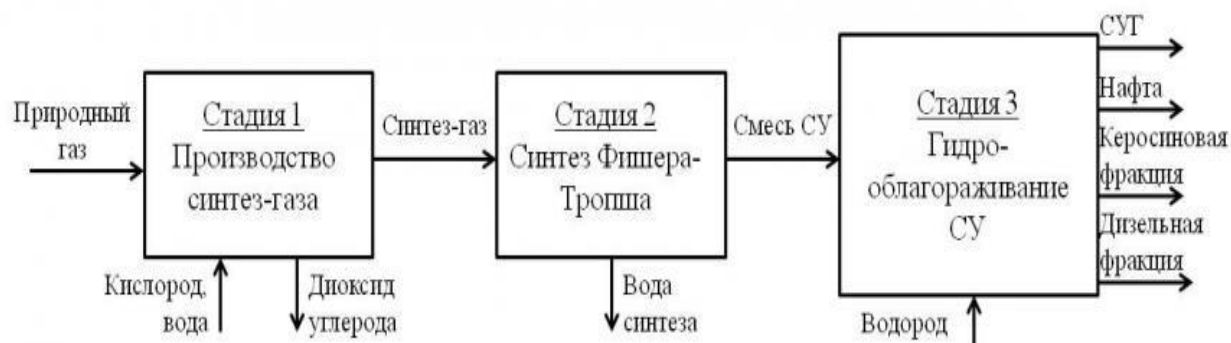 Природный
газ
Стадия 1
Производство
синтез-газа
Кислород,
вода
Диоксид
углерода
Синтез-газ
Стадия 2
Синтез Фишера-
Тропша
Вода
синтеза
Смесь СУ
Стадия 3
Гидро-
облагораживание
СУ
Водород
СУГ
Нафта
Керосиновая
фракция
Дизельная
фракция